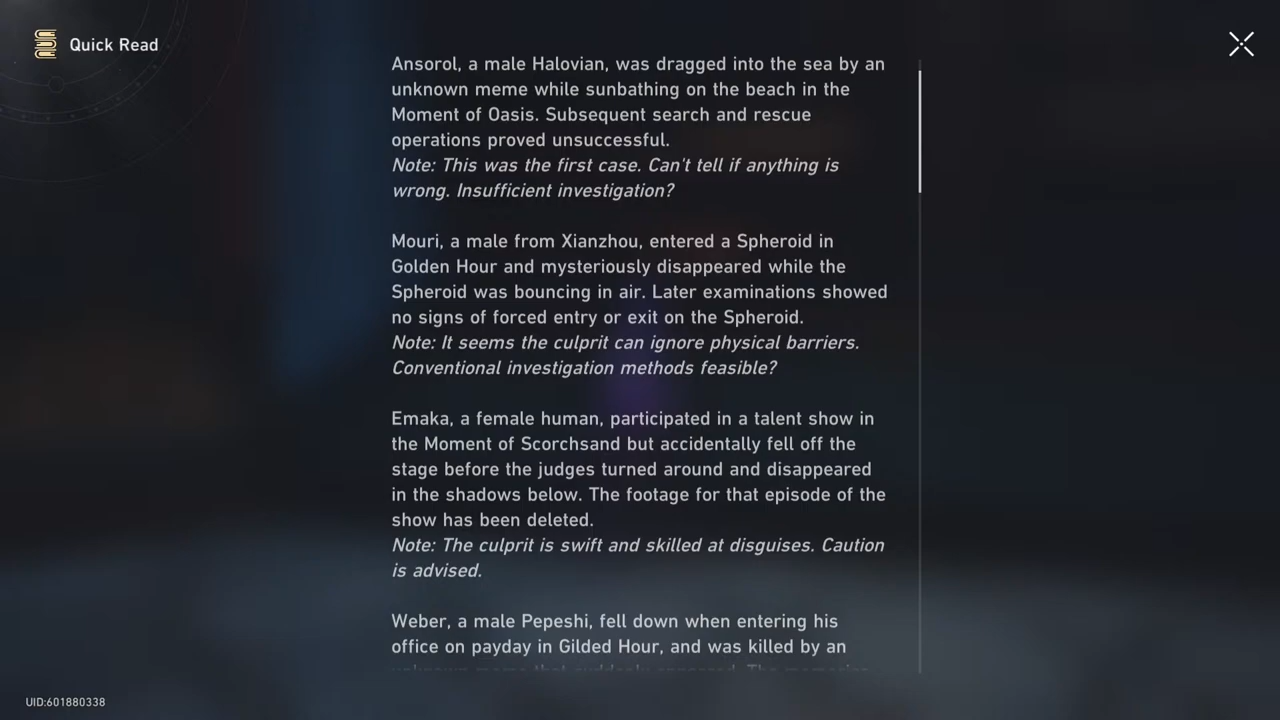 Quick Read
Ansorol, a male Halovian, was dragged into the sea by an
unknown meme while sunbathing on the beach in the
Moment of Oasis. Subsequent search and rescue
operations proved unsuccessful.
Note: This was the first case. Can't tell if anything is
wrong. Insufficient investigation?
Mouri, a male from Xianzhou, entered a Spheroid in
Golden Hour and mysteriously disappeared while the
Spheroid was bouncing in air. Later examinations showed
no signs of forced entry or exit on the Spheroid.
Note: It seems the culprit can ignore physical barriers.
Conventional investigation methods feasible?
Emaka, a female human, participated in a talent show in
the Moment of Scorchsand but accidentally fell off the
stage before the judges turned around and disappeared
in the shadows below. The footage for that episode of the
show has been deleted.
Note: The culprit is swift and skilled at disguises. Caution
is advised.
Weber, a male Pepeshi, fell down when entering his
office on payday in Gilded Hour, and was killed by an
unknown meme that suddenly appeared. The memories
UID:601880338